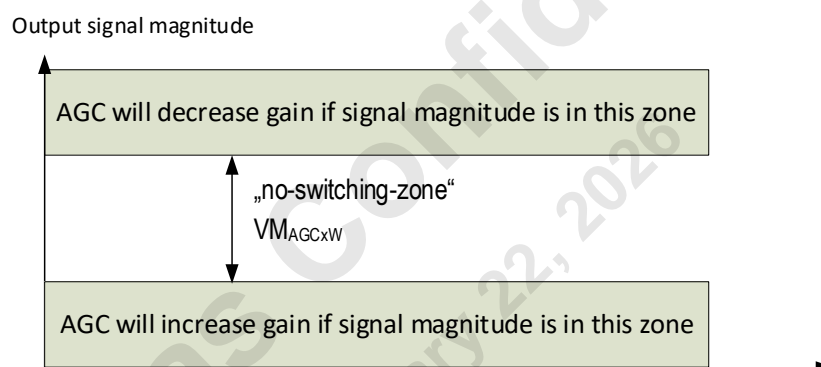 Output signal magnitude
AGC will decrease gain if signal magnitude is in this zone
„no-switching-zone“
VMAGCxW
AGC will increase gain if signal magnitude is in this zone